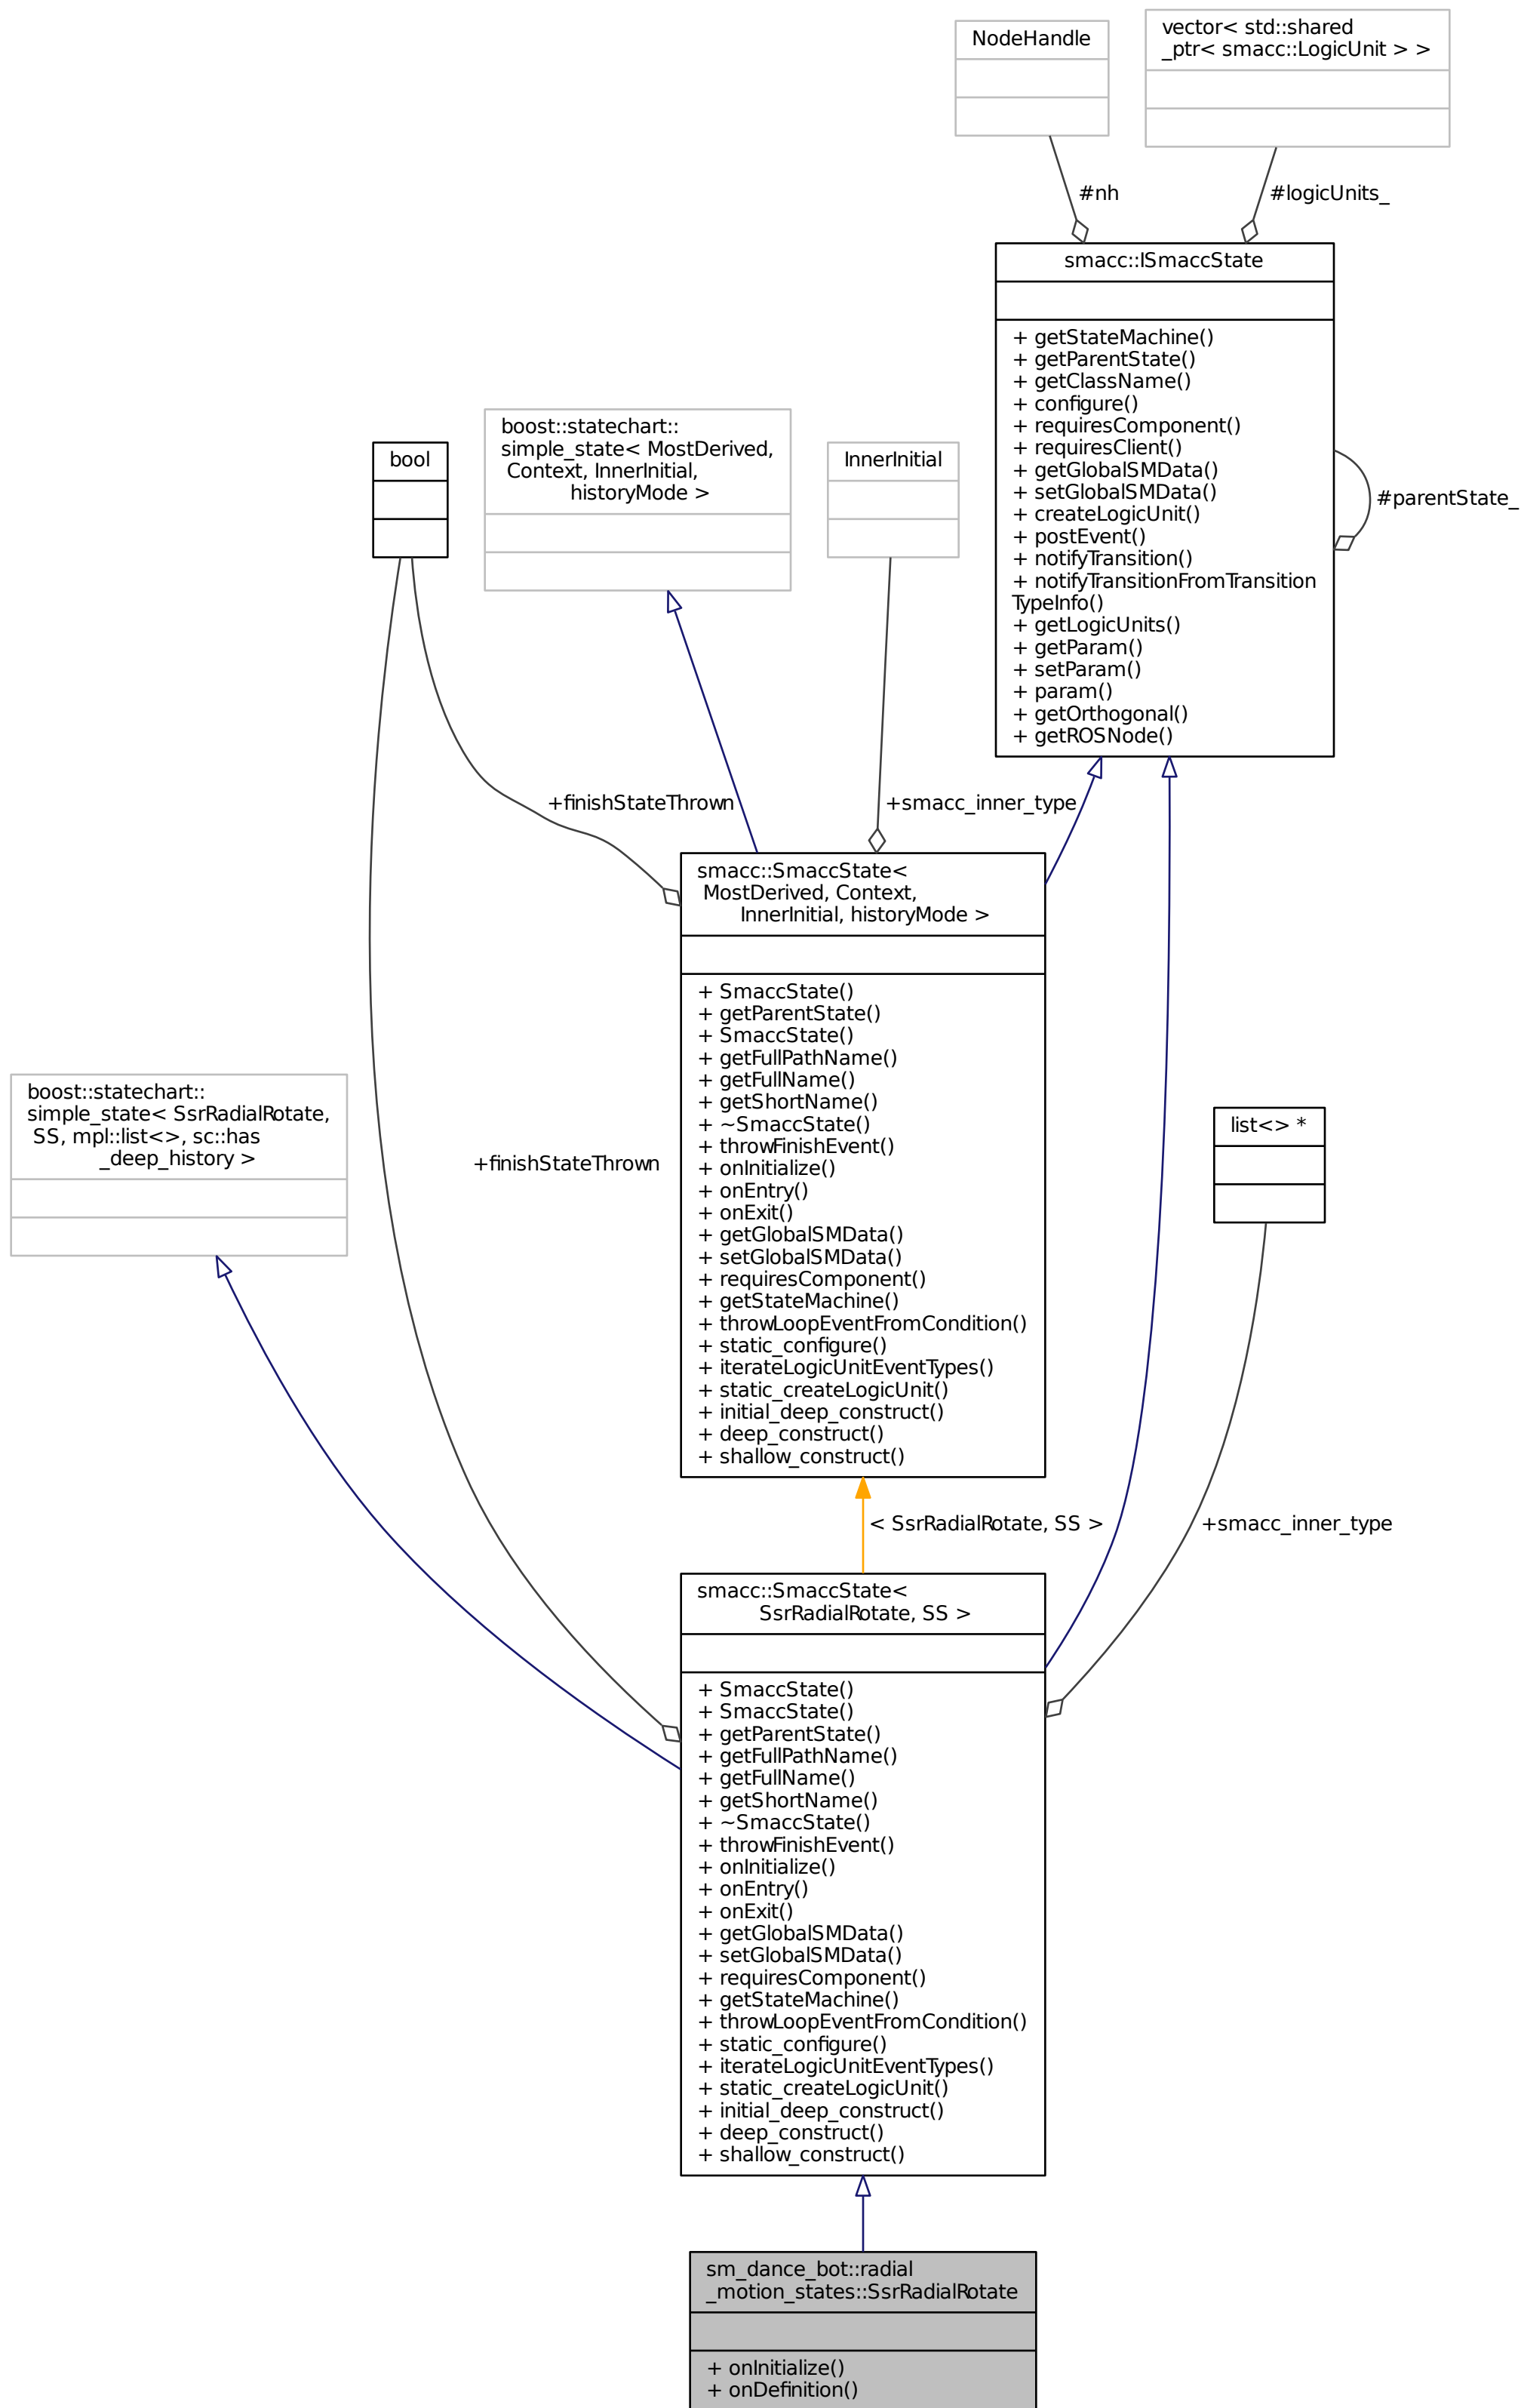 NodeHandle
vector< std::shared
_ptr< smacc::LogicUnit > >
#nh
#logicUnits_
smacc::ISmaccState
+ getStateMachine()
+ getParentState()
+ getClassName()
+ configure()
+ requiresComponent()
+ requiresClient()
+ getGlobalSMData()
+ setGlobalSMData()
+ createLogicUnit()
+ postEvent()
+ notifyTransition()
+ notifyTransitionFromTransition
TypeInfo()
+ getLogicUnits()
+ getParam()
+ setParam()
+ param()
+ getOrthogonal()
+ getROSNode()
#parentState_
bool
boost::statechart::
simple_state< MostDerived,
Context, InnerInitial,
historyMode >
InnerInitial
+finishStateThrown
+smacc_inner_type
smacc::SmaccState<
MostDerived, Context,
InnerInitial, historyMode >
+ SmaccState()
+ getParentState()
+ SmaccState()
+ getFullPathName()
+ getFullName()
+ getShortName()
+ ~SmaccState()
+ throwFinishEvent()
+ onInitialize()
+ onEntry()
+ onExit()
+ getGlobalSMData()
+ setGlobalSMData()
+ requiresComponent()
+ getStateMachine()
+ throwLoopEventFromCondition()
+ static_configure()
+ iterateLogicUnitEventTypes()
+ static_createLogicUnit()
+ initial_deep_construct()
+ deep_construct()
+ shallow_construct()
boost::statechart::
simple_state< SsrRadialRotate,
SS, mpl::list<>, sc::has
_deep_history >
+finishStateThrown
list<> *
< SsrRadialRotate, SS >
+smacc_inner_type
smacc::SmaccState<
SsrRadialRotate, SS >
+ SmaccState()
+ SmaccState()
+ getParentState()
+ getFullPathName()
+ getFullName()
+ getShortName()
+ ~SmaccState()
+ throwFinishEvent()
+ onInitialize()
+ onEntry()
+ onExit()
+ getGlobalSMData()
+ setGlobalSMData()
+ requiresComponent()
+ getStateMachine()
+ throwLoopEventFromCondition()
+ static_configure()
+ iterateLogicUnitEventTypes()
+ static_createLogicUnit()
+ initial_deep_construct()
+ deep_construct()
+ shallow_construct()
sm_dance_bot::radial
_motion_states::SsrRadialRotate
+ onInitialize()
+ onDefinition()